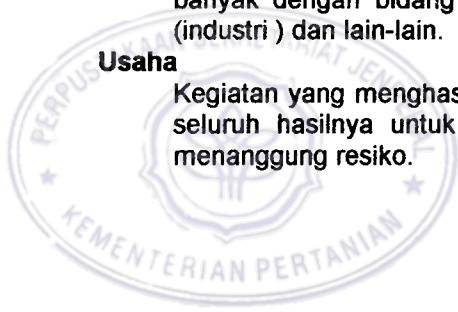 banyak dengan bidang
(industri ) dan lain-lain.
Usaha
Kegiatan yang menghas
seluruh hasilnya untuk
menanggung resiko.
KEMENTERIAN PERTANIAN